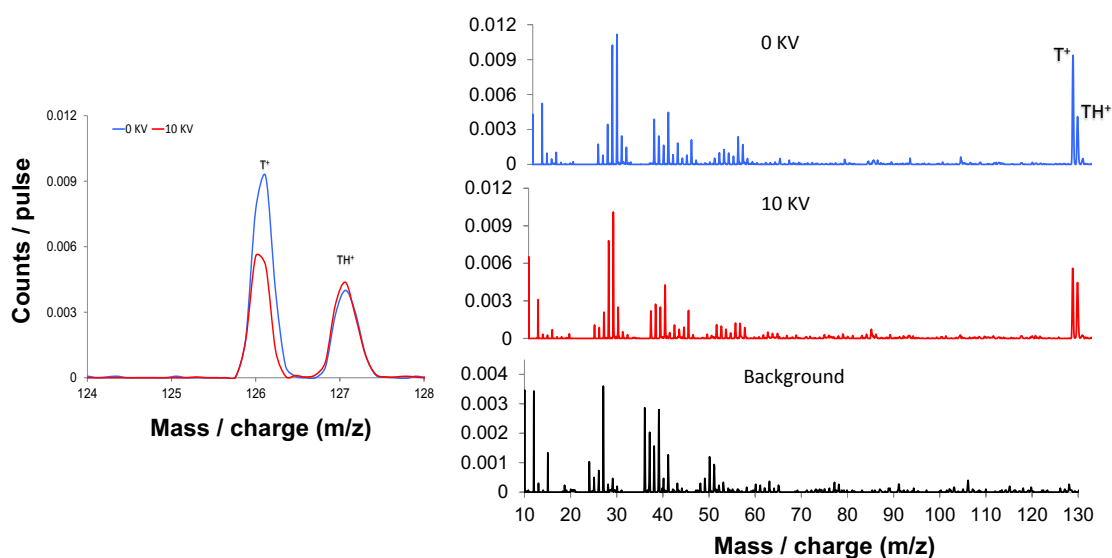 0.012
0.009
0.006
0.003
0
Counts / pulse
0 KV 10 KV
T⁺
TH⁺
124 125 126 127 128
Mass / charge (m/z)
0.012
0.009
0.006
0.003
0
0 KV
T⁺
TH⁺
0.012
0.009
0.006
0.003
0
10 KV
0.004
0.003
0.002
0.001
0
Background
10 20 30 40 50 60 70 80 90 100 110 120 130
Mass / charge (m/z)